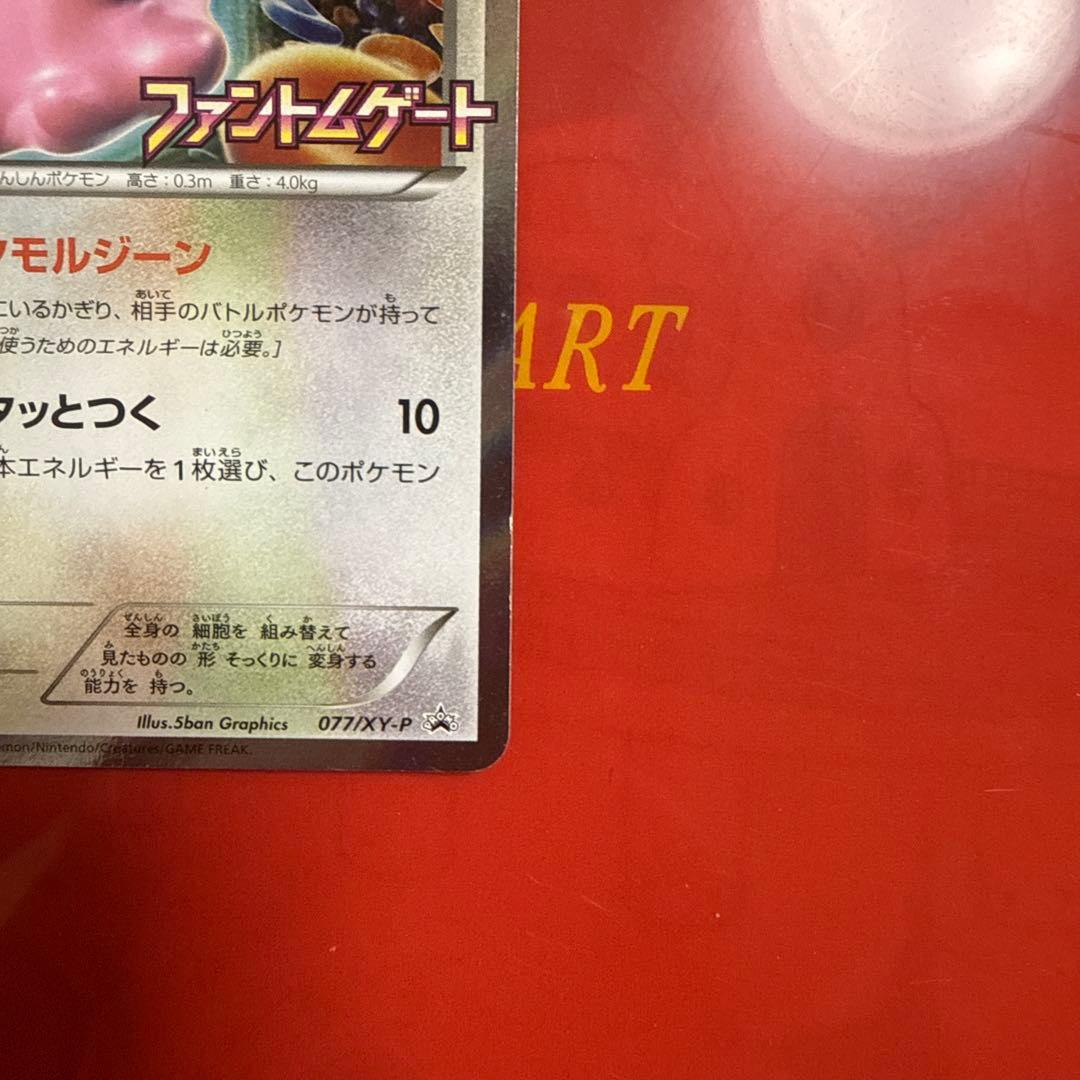 ファントムゲート
んしんポケモン 高さ：0.3m 重さ：4.0kg
モルジーン
いるかぎり、相手のバトルポケモンが持って
使うためのエネルギーは必要。]
ART
アッとつく 10
本エネルギーを1枚選び、このポケモン
全身の 細胞を 組み替えて
見たものの 形 そっくりに 変身する
能力を 持つ。
Illus.5ban Graphics 077/XY-P
mon/Nintendo/Creatures/GAME FREAK.